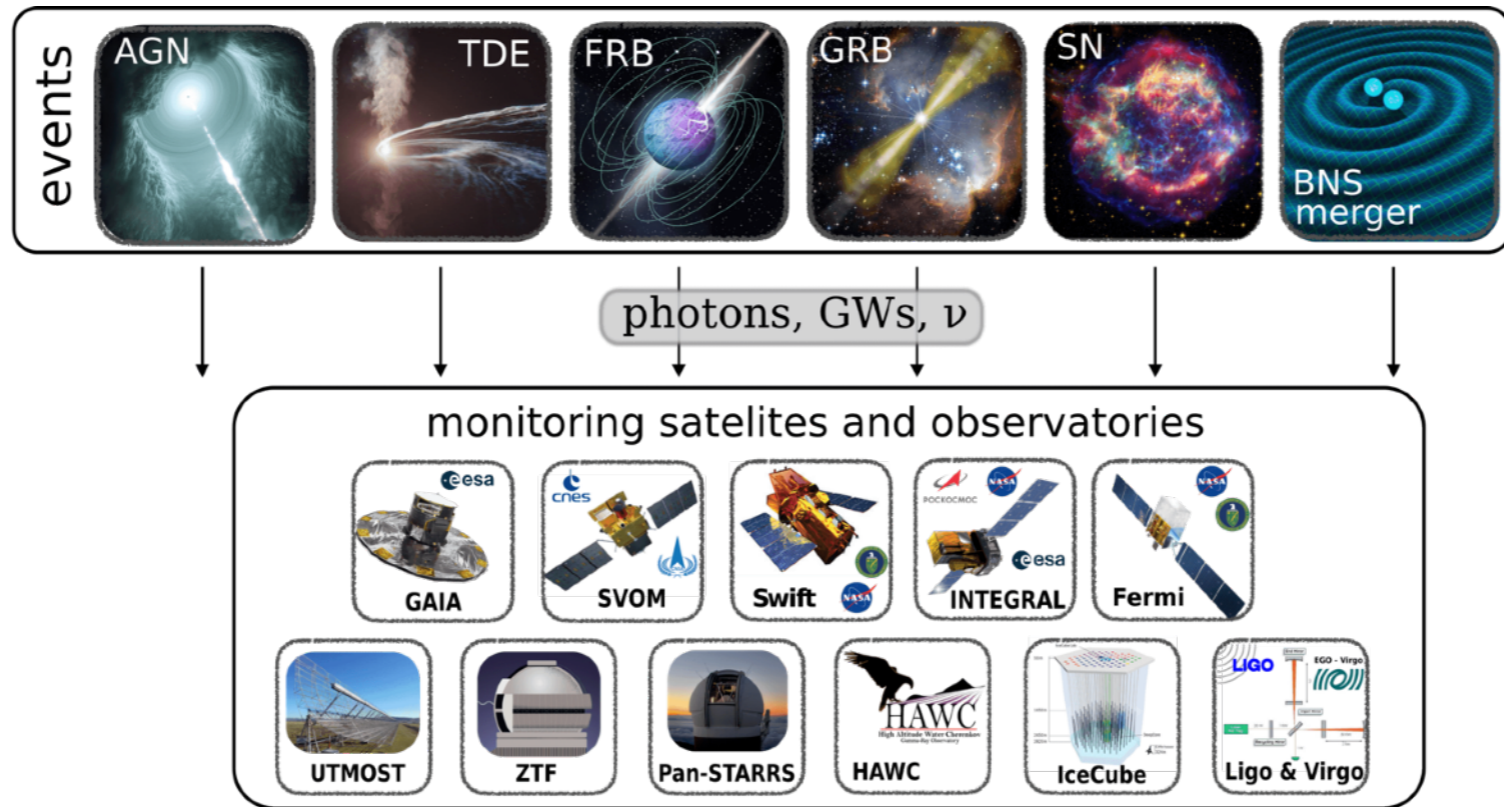 events
AGN
TDE
FRB
GRB
SN
BNS
merger
photons, GWs, ν
monitoring satelites and observatories
esa
GAIA
cnes
SVOM
NASA
Swift
РОСКОСМОС
NASA
esa
INTEGRAL
NASA
Fermi
UTMOST
ZTF
Pan-STARRS
HAWC
High Altitude Water Cherenkov
Gamma-Ray Observatory
HAWC
IceCube
LIGO
EGO - Virgo
Ligo & Virgo